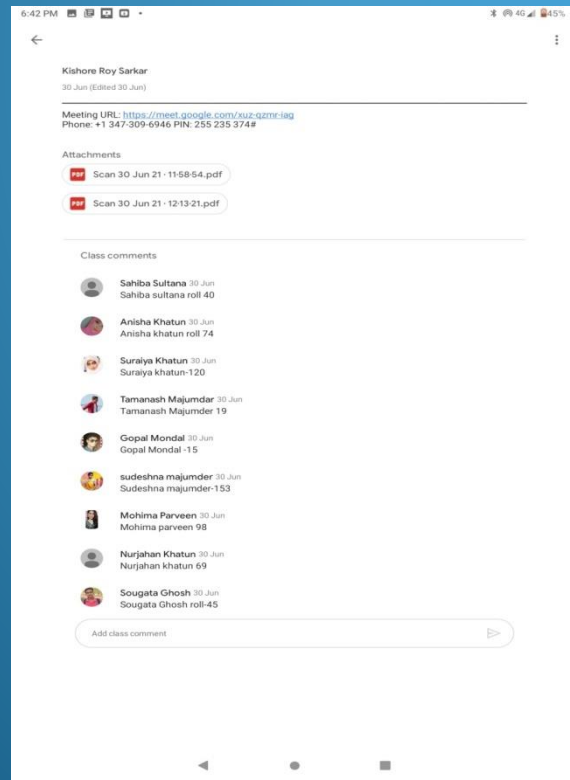 6:42 PM
4G 45%
Kishore Roy Sarkar
30 Jun (Edited 30 Jun)
Meeting URL: https://meet.google.com/xuz-qzmr-iag
Phone: +1 347-309-6946 PIN: 255 235 374#
Attachments
PDF Scan 30 Jun 21 · 11-58-54.pdf
PDF Scan 30 Jun 21 · 12-13-21.pdf
Class comments
Sahiba Sultana 30 Jun
Sahiba sultana roll 40
Anisha Khatun 30 Jun
Anisha khatun roll 74
Suraiya Khatun 30 Jun
Suraiya khatun-120
Tamanash Majumdar 30 Jun
Tamanash Majumder 19
Gopal Mondal 30 Jun
Gopal Mondal -15
sudeshna majumder 30 Jun
Sudeshna majumder-153
Mohima Parveen 30 Jun
Mohima parveen 98
Nurjahan Khatun 30 Jun
Nurjahan khatun 69
Sougata Ghosh 30 Jun
Sougata Ghosh roll-45
Add class comment